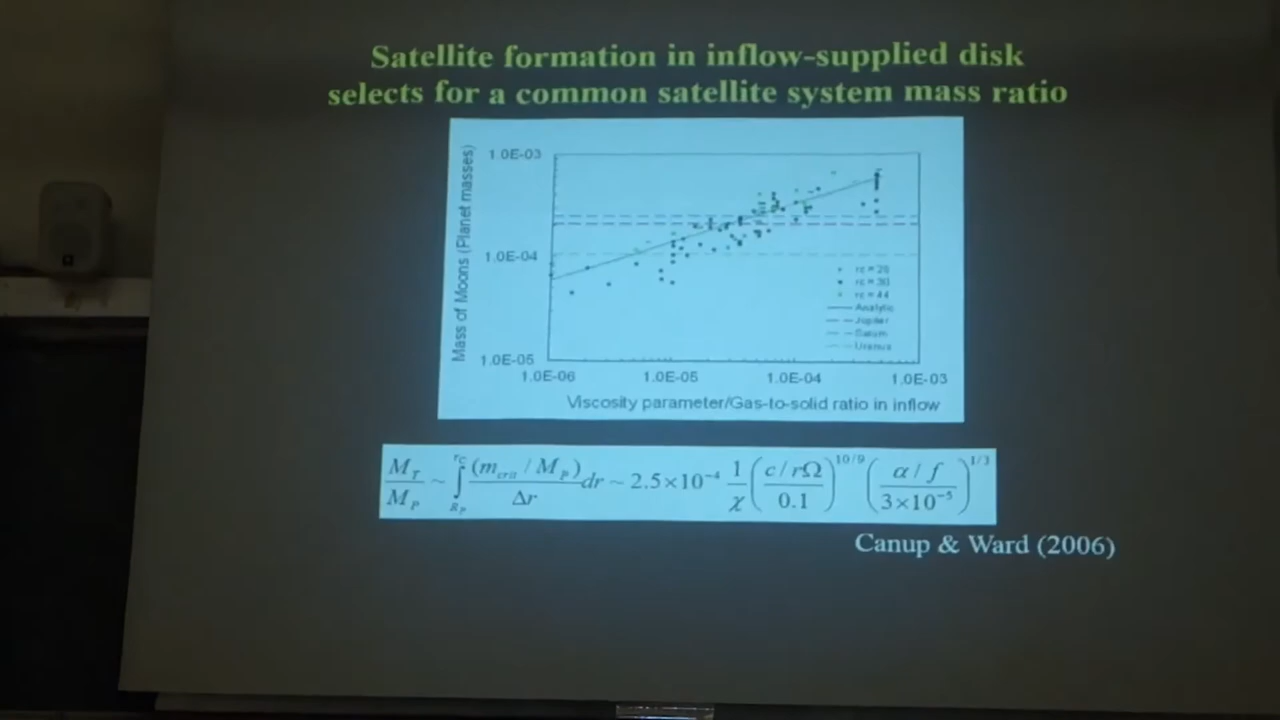 Satellite formation in inflow-supplied disk
selects for a common satellite system mass ratio
Mass of Moons (Planet masses)
1.0E-03
1.0E-04
1.0E-05
1.0E-06
1.0E-05
1.0E-04
1.0E-03
Viscosity parameter/Gas-to-solid ratio in inflow
rc = 30
rc = 44
Analytic
Jupiter
Saturn
Uranus
M_T/M_P ~ ∫_{R_P}^{r_C} (m_crit / M_P)/Δr dr ~ 2.5×10⁻⁴ 1/χ (c/rΩ / 0.1)^{10/9} (α/f / 3×10⁻⁵)^{1/3}
Canup & Ward (2006)